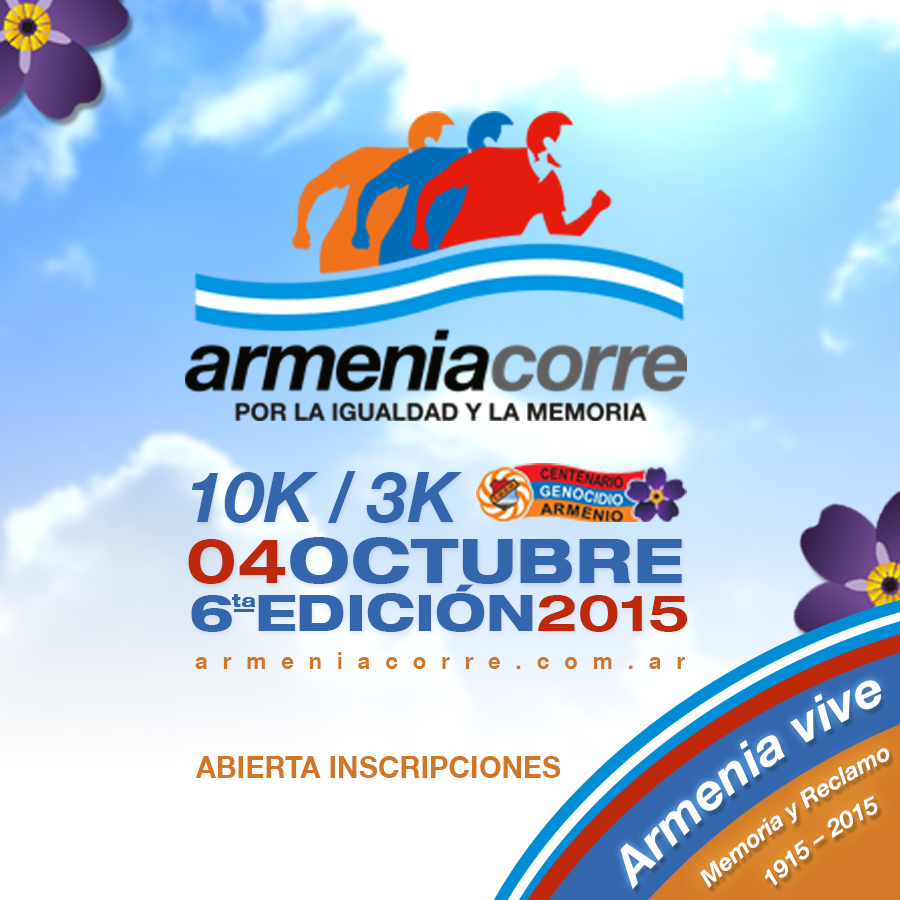 armeniacorre
POR LA IGUALDAD Y LA MEMORIA
10K / 3K
CENTENARIO
GENOCIDIO
ARMENIO
04OCTUBRE
6ta EDICIÓN2015
armeniacorre.com.ar
ABIERTA INSCRIPCIONES
Armenia vive
Memoria y Reclamo
1915 – 2015